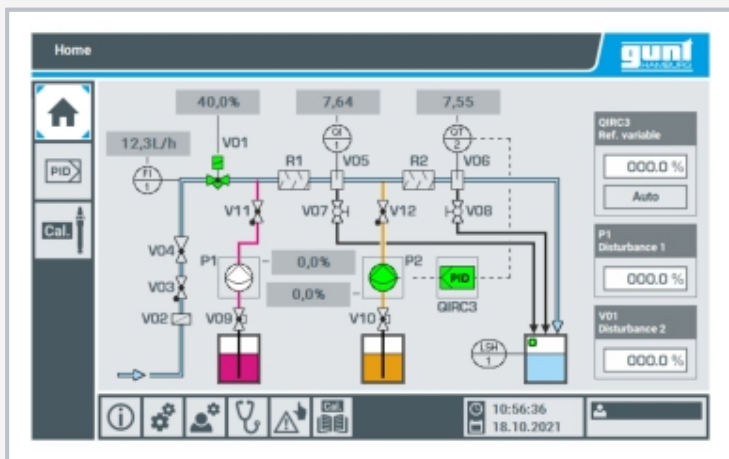 Home
gunt
HAMBURG
40,0%
7,64
7,55
12,3L/h
V01
QI
1
QT
2
FI
1
R1
V05
R2
V06
V11
V07
V12
V08
PID
Cal.
V04
V03
V02
P1
0,0%
0,0%
P2
PID
QIRC3
V09
V10
LSH
1
QIRC3
Ref. variable
000.0 %
Auto
P1
Disturbance 1
000.0 %
V01
Disturbance 2
000.0 %
Cal.
10:56:36
18.10.2021